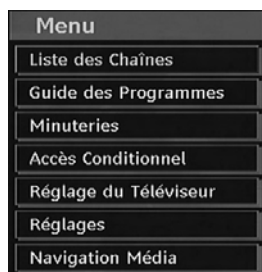 Menu
Liste des Chaînes
Guide des Programmes
Minuteries
Accès Conditionnel
Réglage du Téléviseur
Réglages
Navigation Média